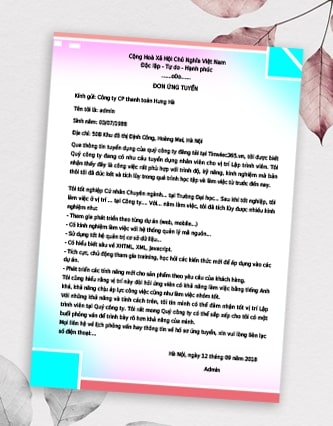 Cộng Hoà Xã Hội Chủ Nghĩa Việt Nam
Độc lập - Tự do - Hạnh phúc
......oOo......
ĐƠN ỨNG TUYỂN
Kính gửi: Công ty CP thanh toán Hưng Hà
Tên tôi là: admin
Sinh năm: 03/07/1988
Địa chỉ: 50B Khu đô thị Định Công, Hoàng Mai, Hà Nội
Qua thông tin tuyển dụng của quý công ty đăng tải tại Timviec365.vn, tôi được biết
Quý công ty đang có nhu cầu tuyển dụng nhân viên cho vị trí Lập trình viên. Tôi
nhận thấy đây là công việc rất phù hợp với trình độ, kỹ năng, kinh nghiệm mà bản
thân tôi đã đúc kết và tích lũy trong quá trình học tập và làm việc từ trước đến nay.
Tôi tốt nghiệp Cử nhân Chuyên ngành... tại Trường Đại học... Sau khi tốt nghiệp, tôi
làm việc ở vị trí ... tại Công ty.... Với... năm làm việc, tôi đã tích lũy được nhiều kinh
nghiệm như:
- Tham gia phát triển theo từng dự án (web, mobile...)
- Có kinh nghiệm làm việc với hệ thống quản lý mã nguồn...
- Sử dụng tốt hệ quản trị cơ sở dữ liệu...
- Có hiểu biết sâu về XHTML, XML, Javascript.
- Tích cực, chủ động tham gia training, học hỏi các kiến thức mới để áp dụng vào các
dự án.
- Phát triển các tính năng mới cho sản phẩm theo yêu cầu của khách hàng.
Tôi cũng hiểu rằng vị trí này đòi hỏi ứng viên có khả năng làm việc bằng tiếng Anh
khá, khả năng chịu áp lực công việc cũng như làm việc nhóm tốt.
Với những khả năng và tính cách trên, tôi tin mình có thể đảm nhận tốt vị trí Lập
trình viên tại Quý công ty. Tôi rất mong Quý công ty có thể sắp xếp cho tôi có một
buổi phỏng vấn để trình bày rõ hơn khả năng của mình.
Mọi liên hệ về lịch phỏng vấn hay thông tin về hồ sơ ứng tuyển, xin vui lòng liên lạc
số điện thoại:...
Hà Nội, ngày 12 tháng 09 năm 2018
Admin